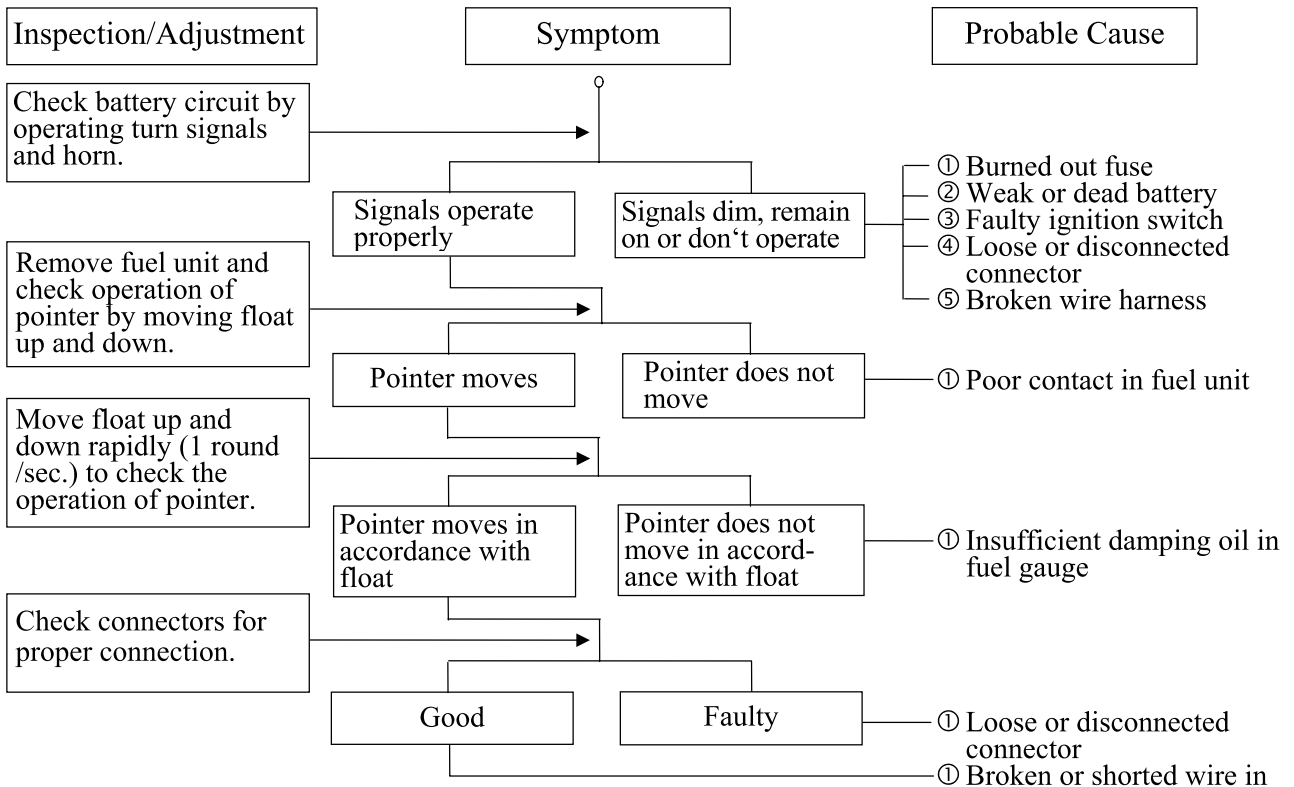 Inspection/Adjustment
Symptom
Probable Cause
Check battery circuit by
operating turn signals
and horn.
Signals operate
properly
Signals dim, remain
on or don‘t operate
① Burned out fuse
② Weak or dead battery
③ Faulty ignition switch
④ Loose or disconnected
connector
⑤ Broken wire harness
Remove fuel unit and
check operation of
pointer by moving float
up and down.
Pointer moves
Pointer does not
move
① Poor contact in fuel unit
Move float up and
down rapidly (1 round
/sec.) to check the
operation of pointer.
Pointer moves in
accordance with
float
Pointer does not
move in accord-
ance with float
① Insufficient damping oil in
fuel gauge
Check connectors for
proper connection.
Good
Faulty
① Loose or disconnected
connector
① Broken or shorted wire in